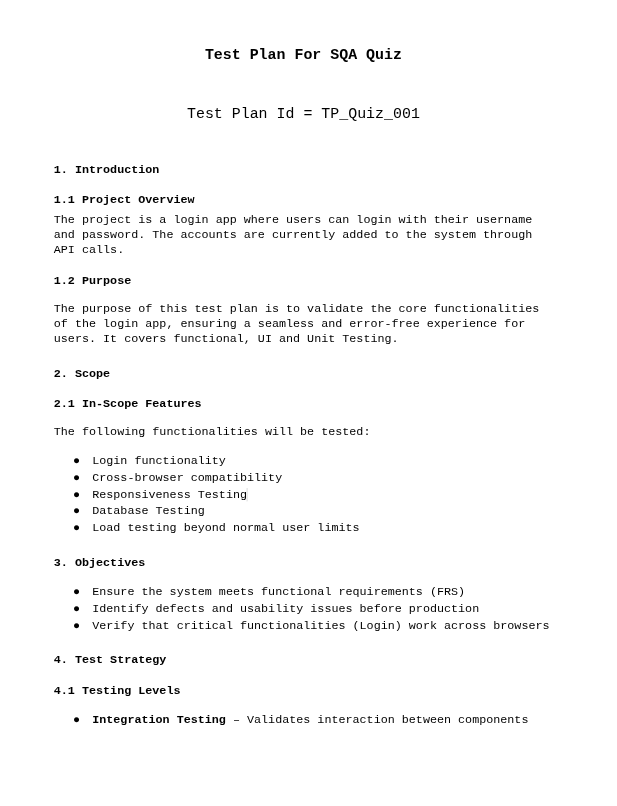 Test Plan For SQA Quiz
Test Plan Id = TP_Quiz_001
1. Introduction
1.1 Project Overview
The project is a login app where users can login with their username
and password. The accounts are currently added to the system through
API calls.
1.2 Purpose
The purpose of this test plan is to validate the core functionalities
of the login app, ensuring a seamless and error-free experience for
users. It covers functional, UI and Unit Testing.
2. Scope
2.1 In-Scope Features
The following functionalities will be tested:
● Login functionality
● Cross-browser compatibility
● Responsiveness Testing
● Database Testing
● Load testing beyond normal user limits
3. Objectives
● Ensure the system meets functional requirements (FRS)
● Identify defects and usability issues before production
● Verify that critical functionalities (Login) work across browsers
4. Test Strategy
4.1 Testing Levels
● Integration Testing – Validates interaction between components